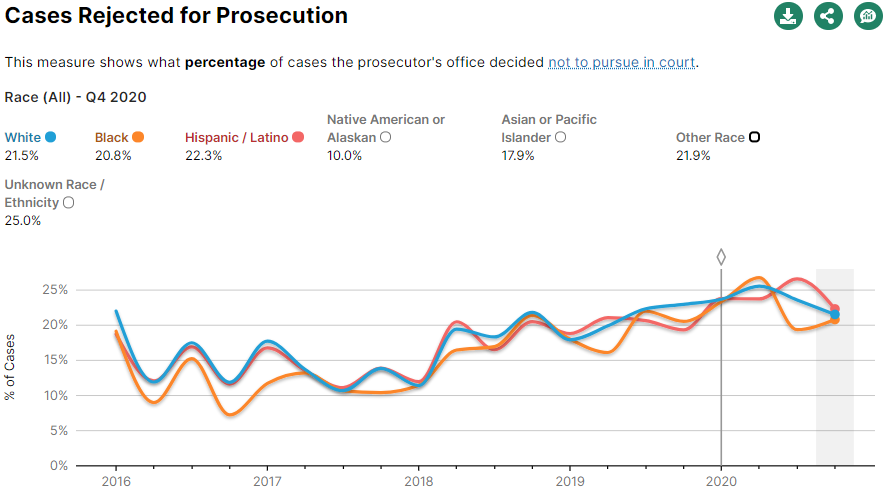 Cases Rejected for Prosecution
This measure shows what percentage of cases the prosecutor's office decided not to pursue in court.
Race (All) - Q4 2020
White
21.5%
Black
20.8%
Hispanic / Latino
22.3%
Native American or
Alaskan
10.0%
Asian or Pacific
Islander
17.9%
Other Race
21.9%
Unknown Race /
Ethnicity
25.0%
% of Cases
25%
20%
15%
10%
5%
0%
2016
2017
2018
2019
2020